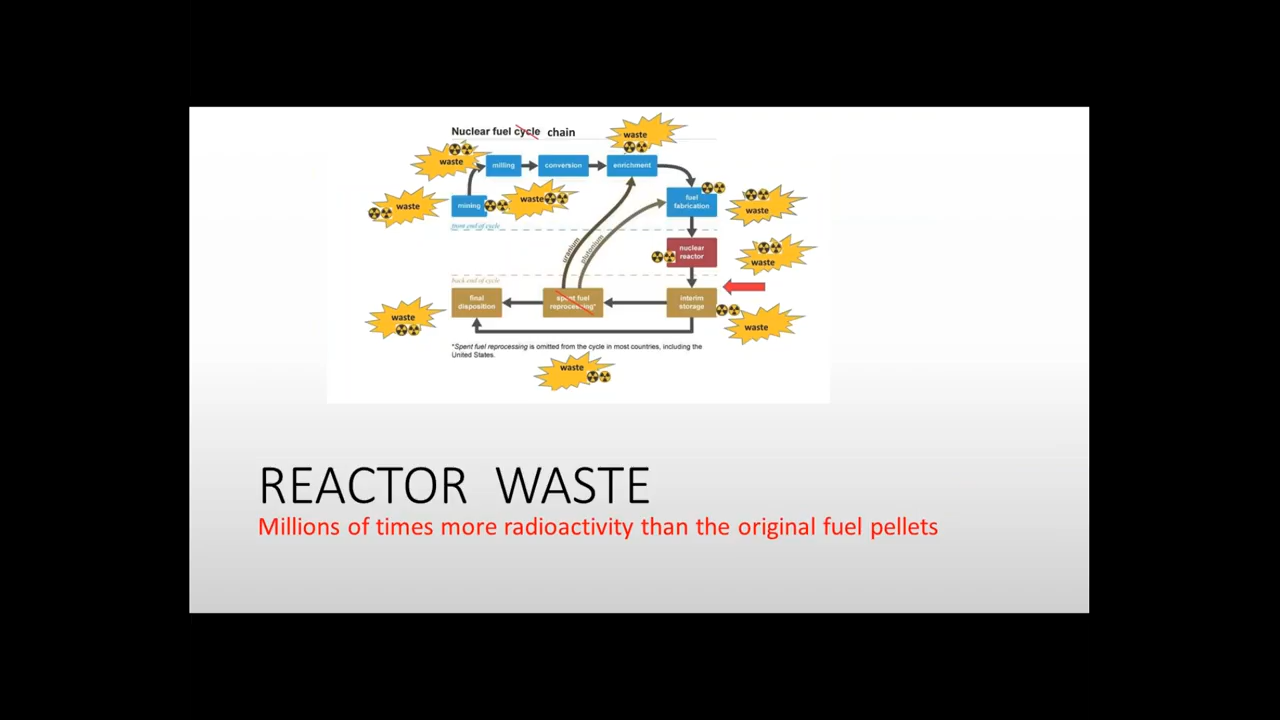 Nuclear fuel cycle chain
waste
waste
milling
conversion
enrichment
waste
mining
waste
fuel
fabrication
waste
front end of cycle
uranium
plutonium
nuclear
reactor
waste
back end of cycle
final
disposition
spent fuel
reprocessing*
interim
storage
waste
waste
*Spent fuel reprocessing is omitted from the cycle in most countries, including the
United States.
waste
REACTOR WASTE
Millions of times more radioactivity than the original fuel pellets